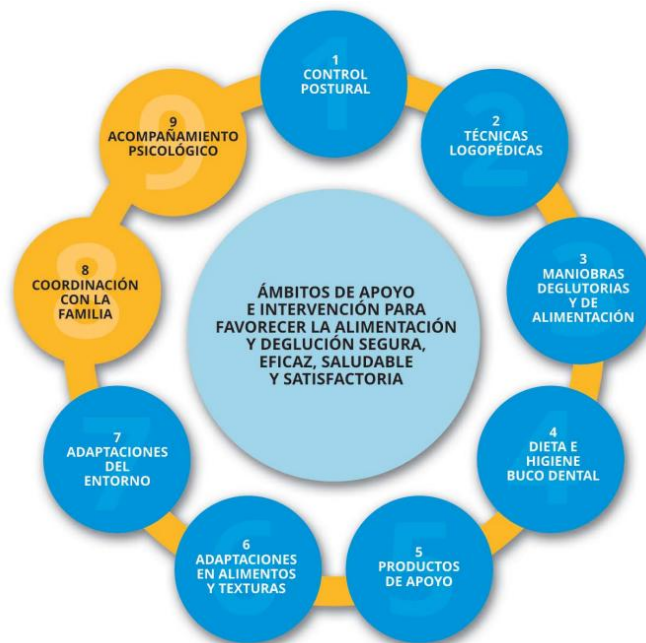 1
CONTROL
POSTURAL
2
TÉCNICAS
LOGOPÉDICAS
3
MANIOBRAS
DEGLUTORIAS
Y DE
ALIMENTACIÓN
4
DIETA E
HIGIENE
BUCO DENTAL
5
PRODUCTOS
DE APOYO
6
ADAPTACIONES
EN ALIMENTOS
Y TEXTURAS
7
ADAPTACIONES
DEL
ENTORNO
8
COORDINACIÓN
CON LA
FAMILIA
9
ACOMPAÑAMIENTO
PSICOLÓGICO
ÁMBITOS DE APOYO
E INTERVENCIÓN PARA
FAVORECER LA ALIMENTACIÓN
Y DEGLUCIÓN SEGURA,
EFICAZ, SALUDABLE
Y SATISFACTORIA